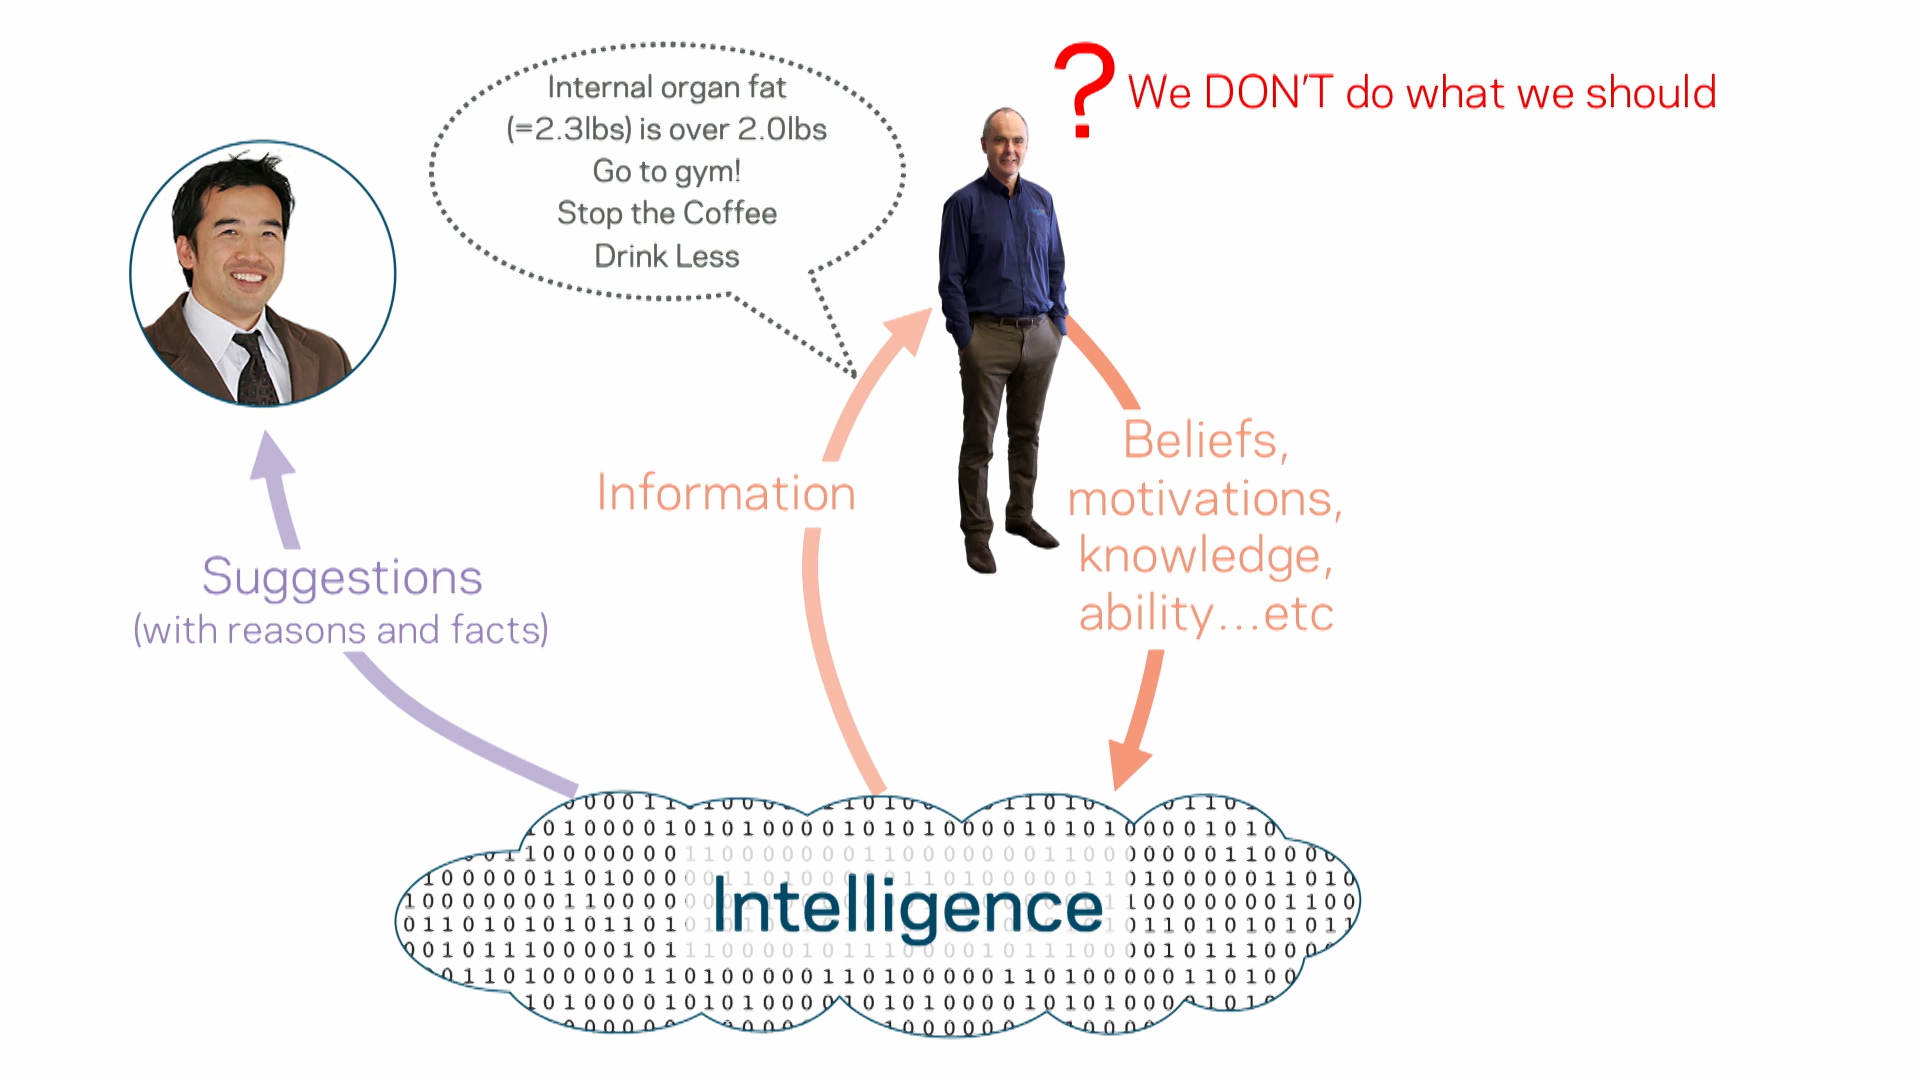 Internal organ fat
(=2.3lbs) is over 2.0lbs
Go to gym!
Stop the Coffee
Drink Less
? We DON'T do what we should
Information
Beliefs,
motivations,
knowledge,
ability...etc
Suggestions
(with reasons and facts)
Intelligence